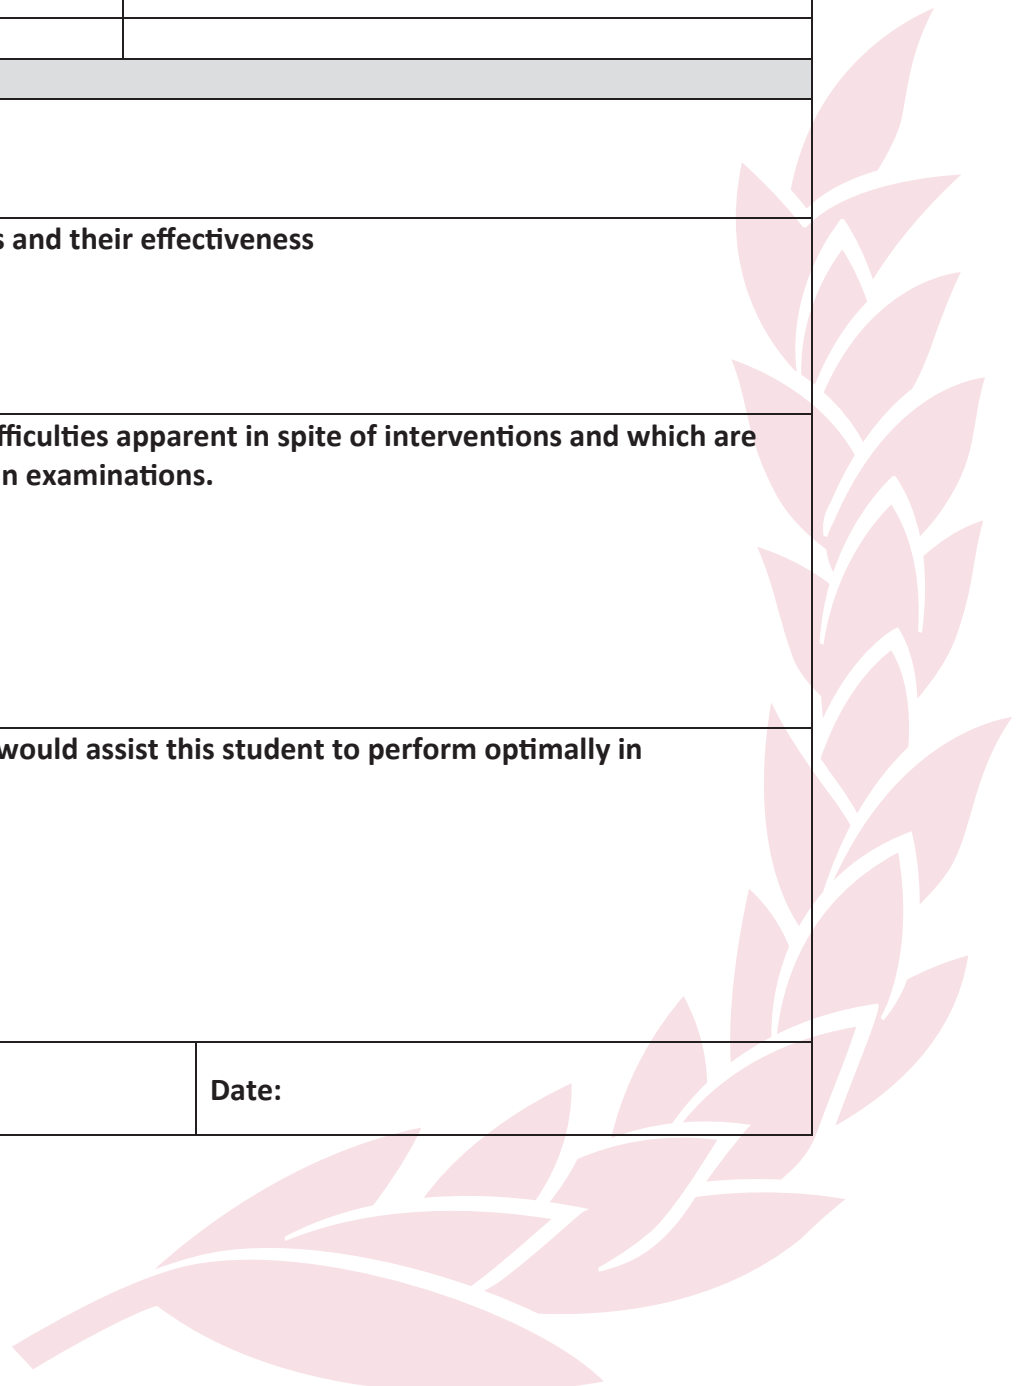 and their effectiveness
apparent in spite of interventions and which are
examinations.
would assist this student to perform optimally in
Date: